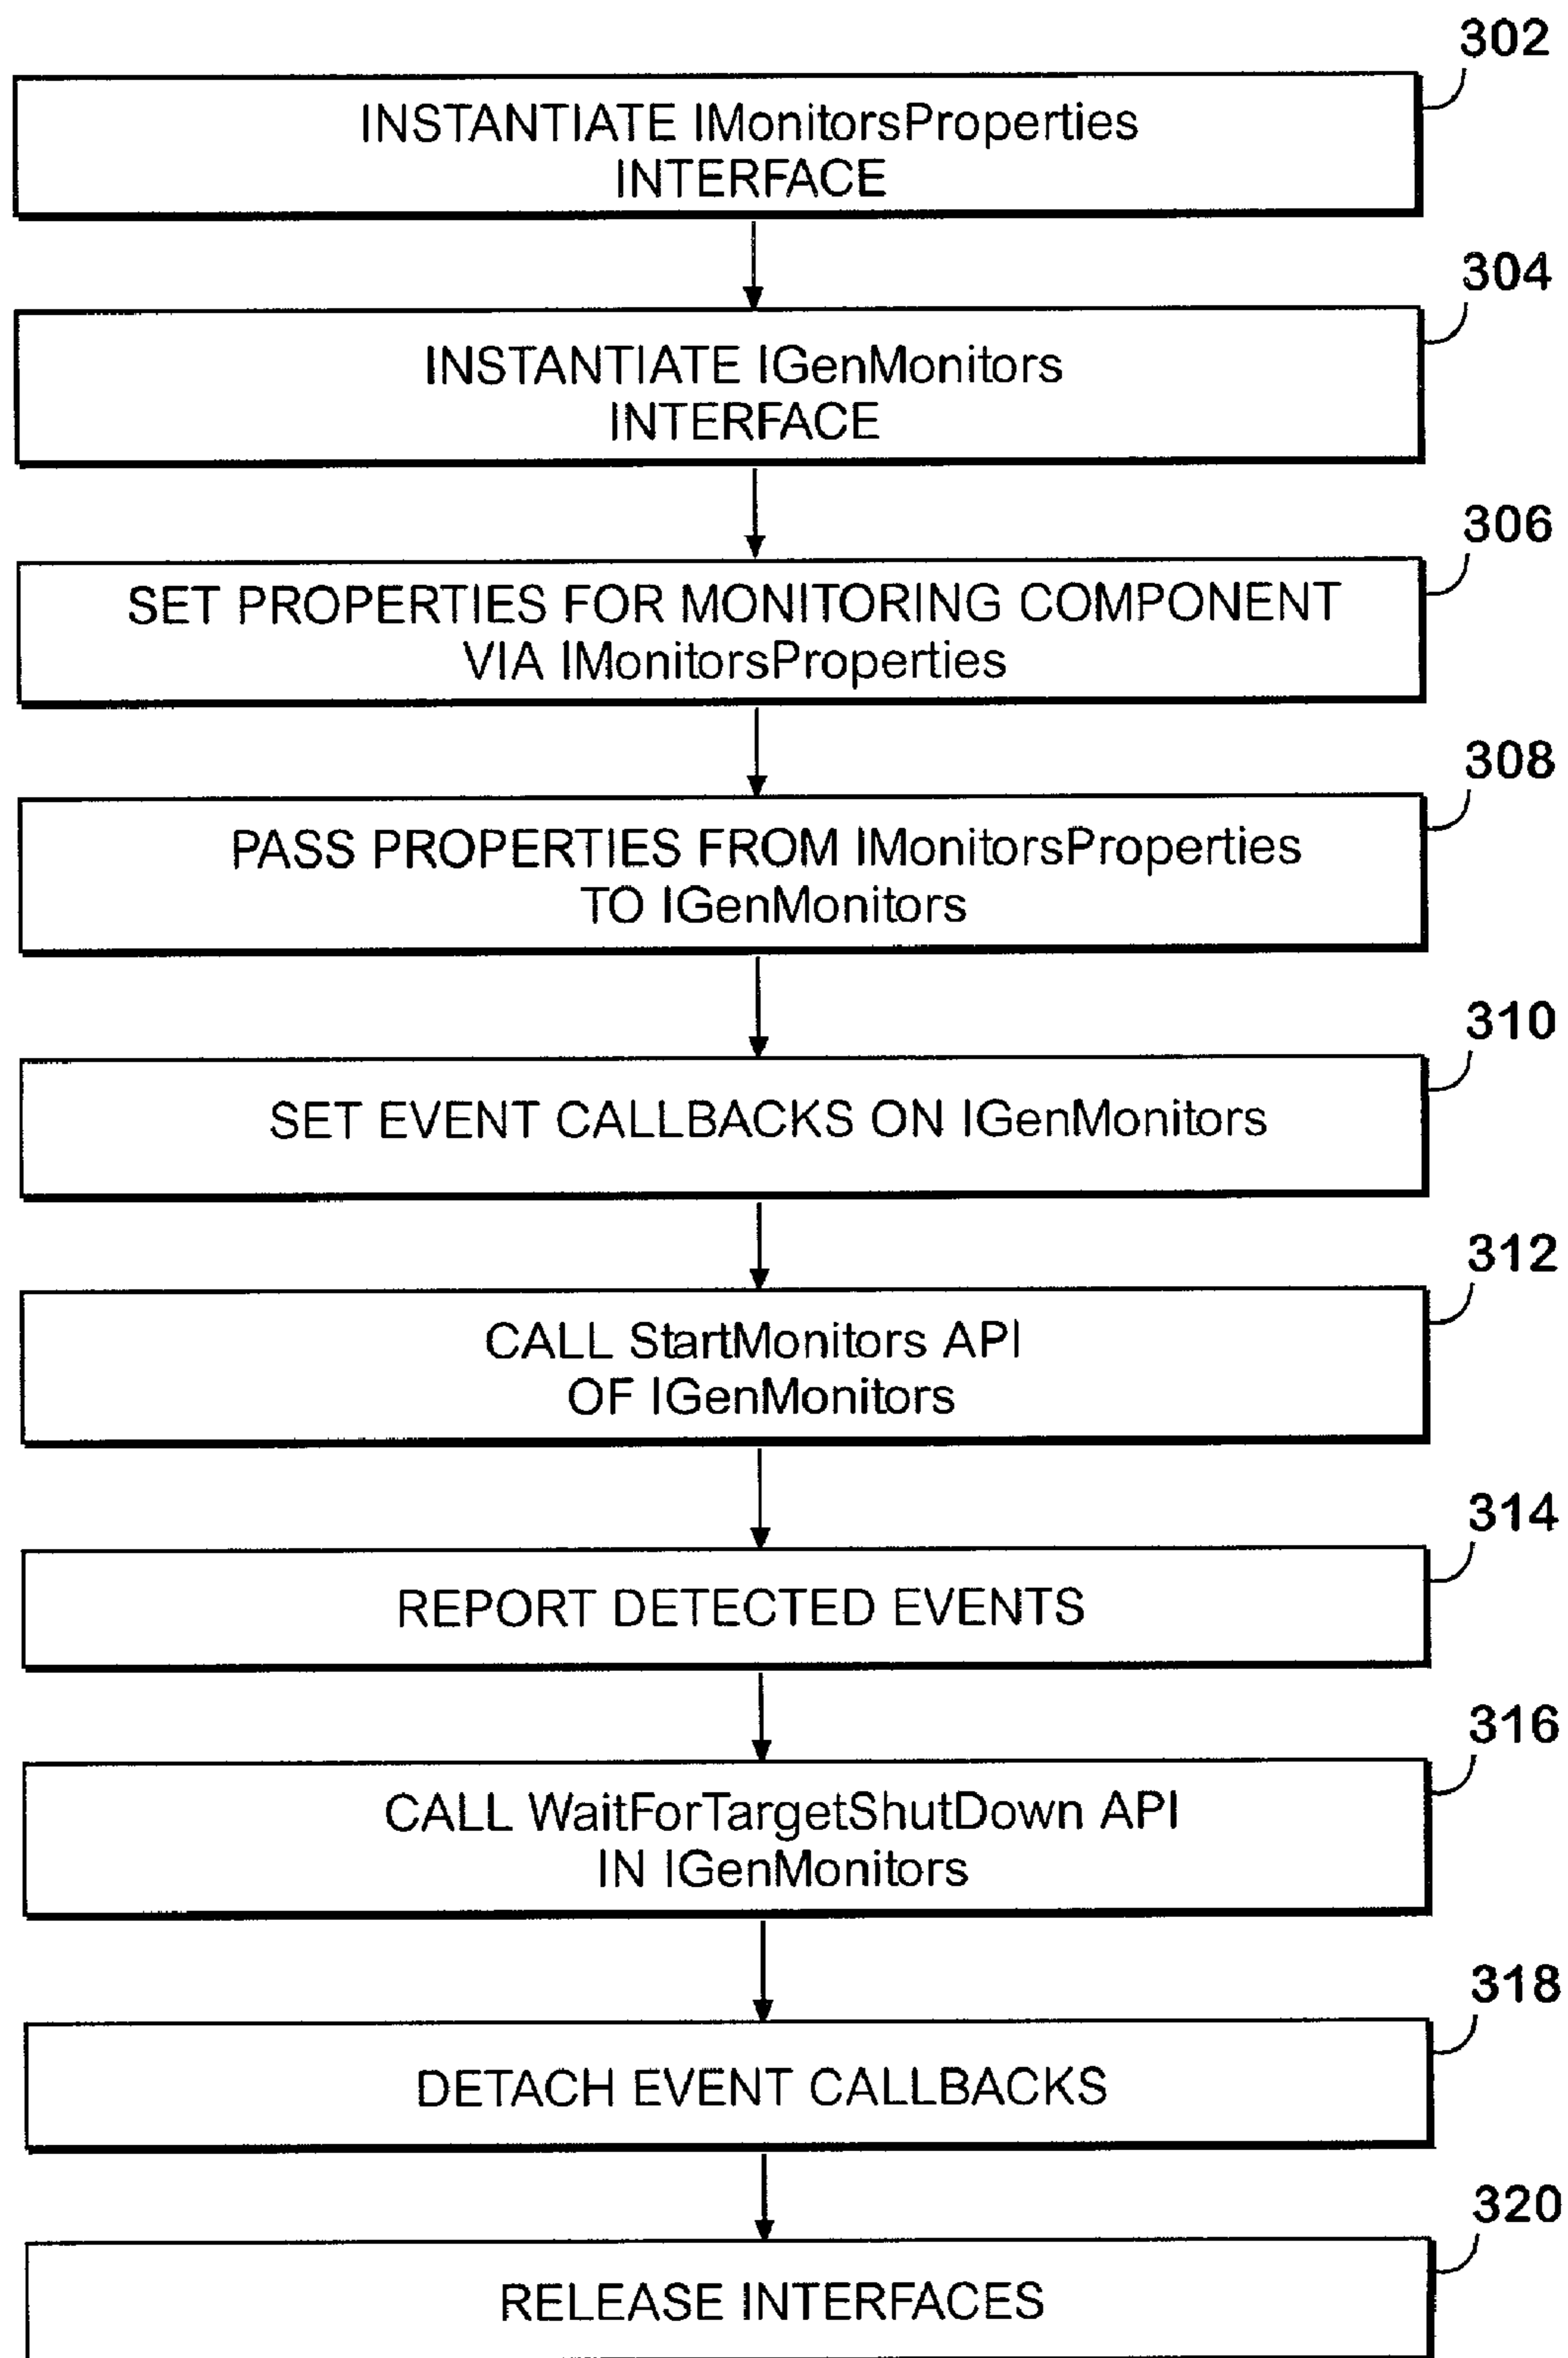 302
INSTANTIATE IMonitorsProperties
INTERFACE
304
INSTANTIATE IGenMonitors
INTERFACE
306
SET PROPERTIES FOR MONITORING COMPONENT
VIA IMonitorsProperties
308
PASS PROPERTIES FROM IMonitorsProperties
TO IGenMonitors
310
SET EVENT CALLBACKS ON IGenMonitors
312
CALL StartMonitors API
OF IGenMonitors
314
REPORT DETECTED EVENTS
316
CALL WaitForTargetShutDown API
IN IGenMonitors
318
DETACH EVENT CALLBACKS
320
RELEASE INTERFACES